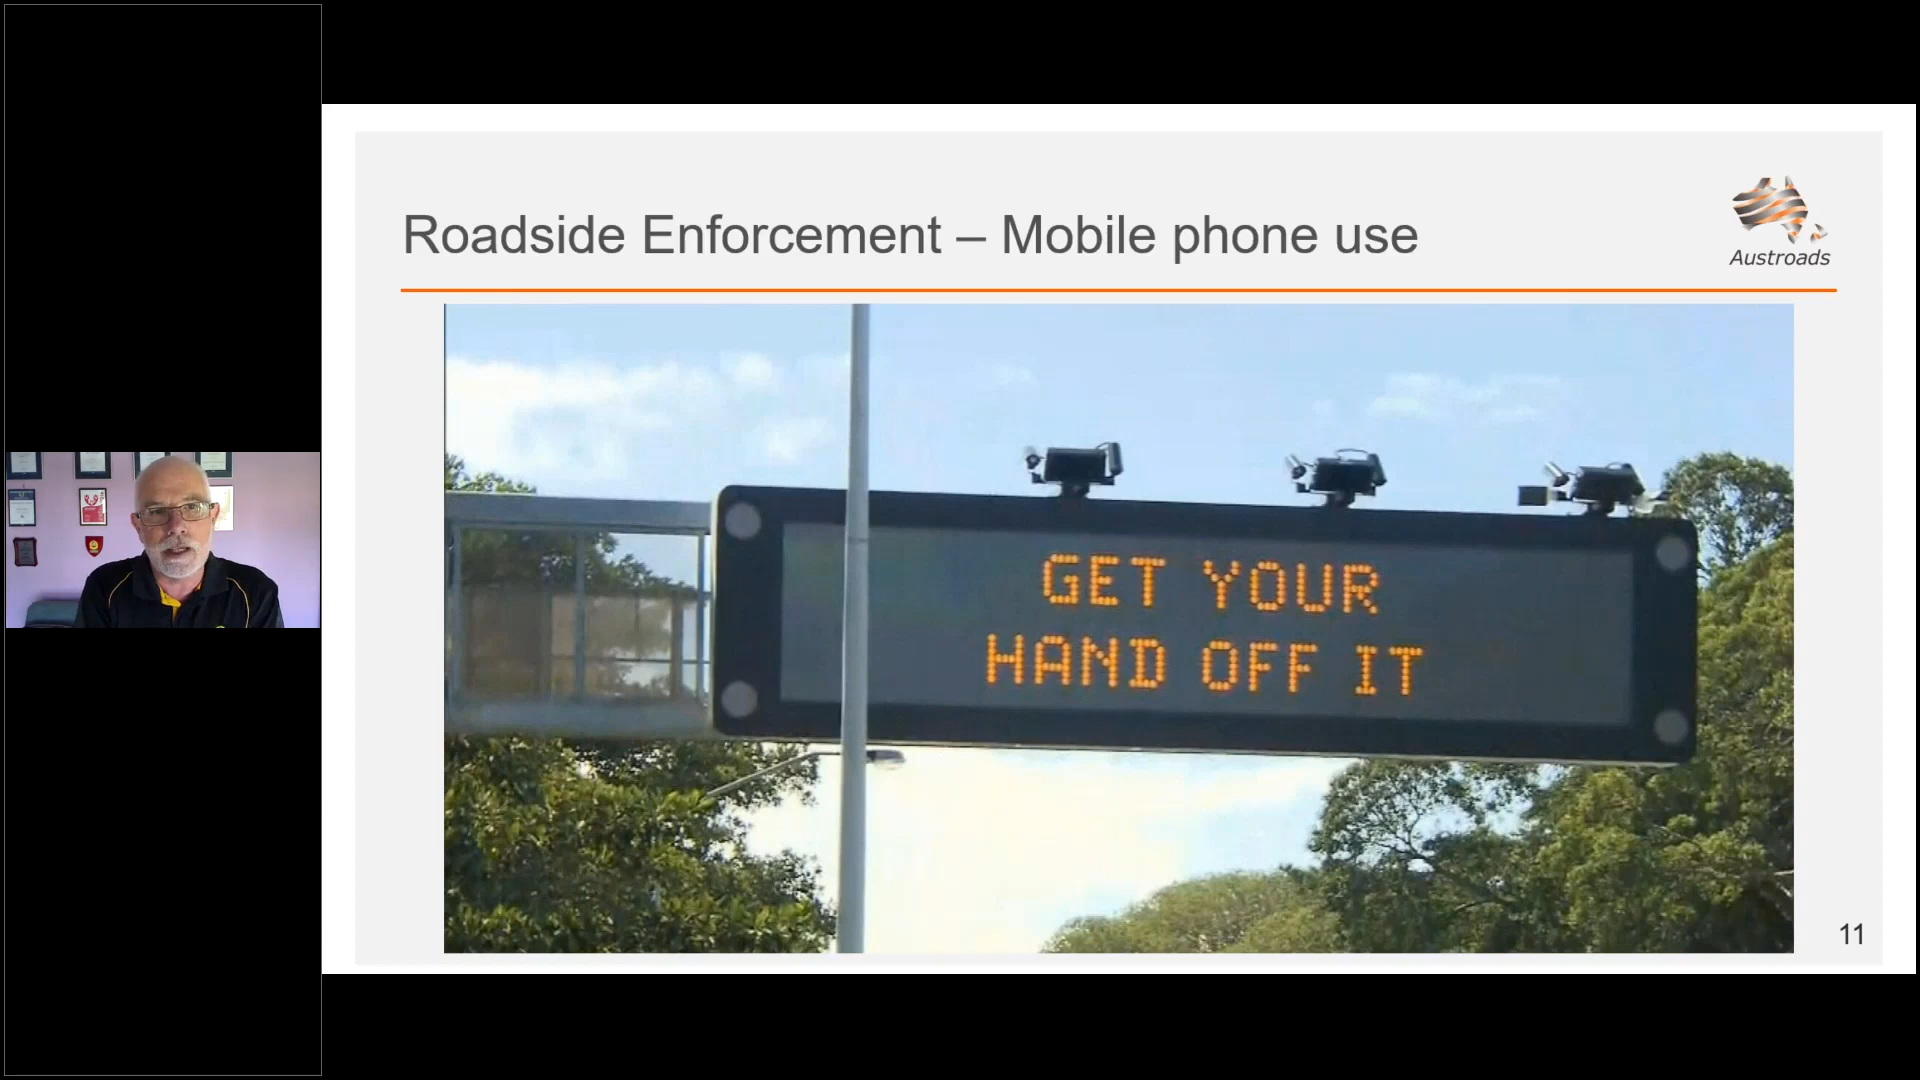 Roadside Enforcement – Mobile phone use
Austroads
GET YOUR
HAND OFF IT
11